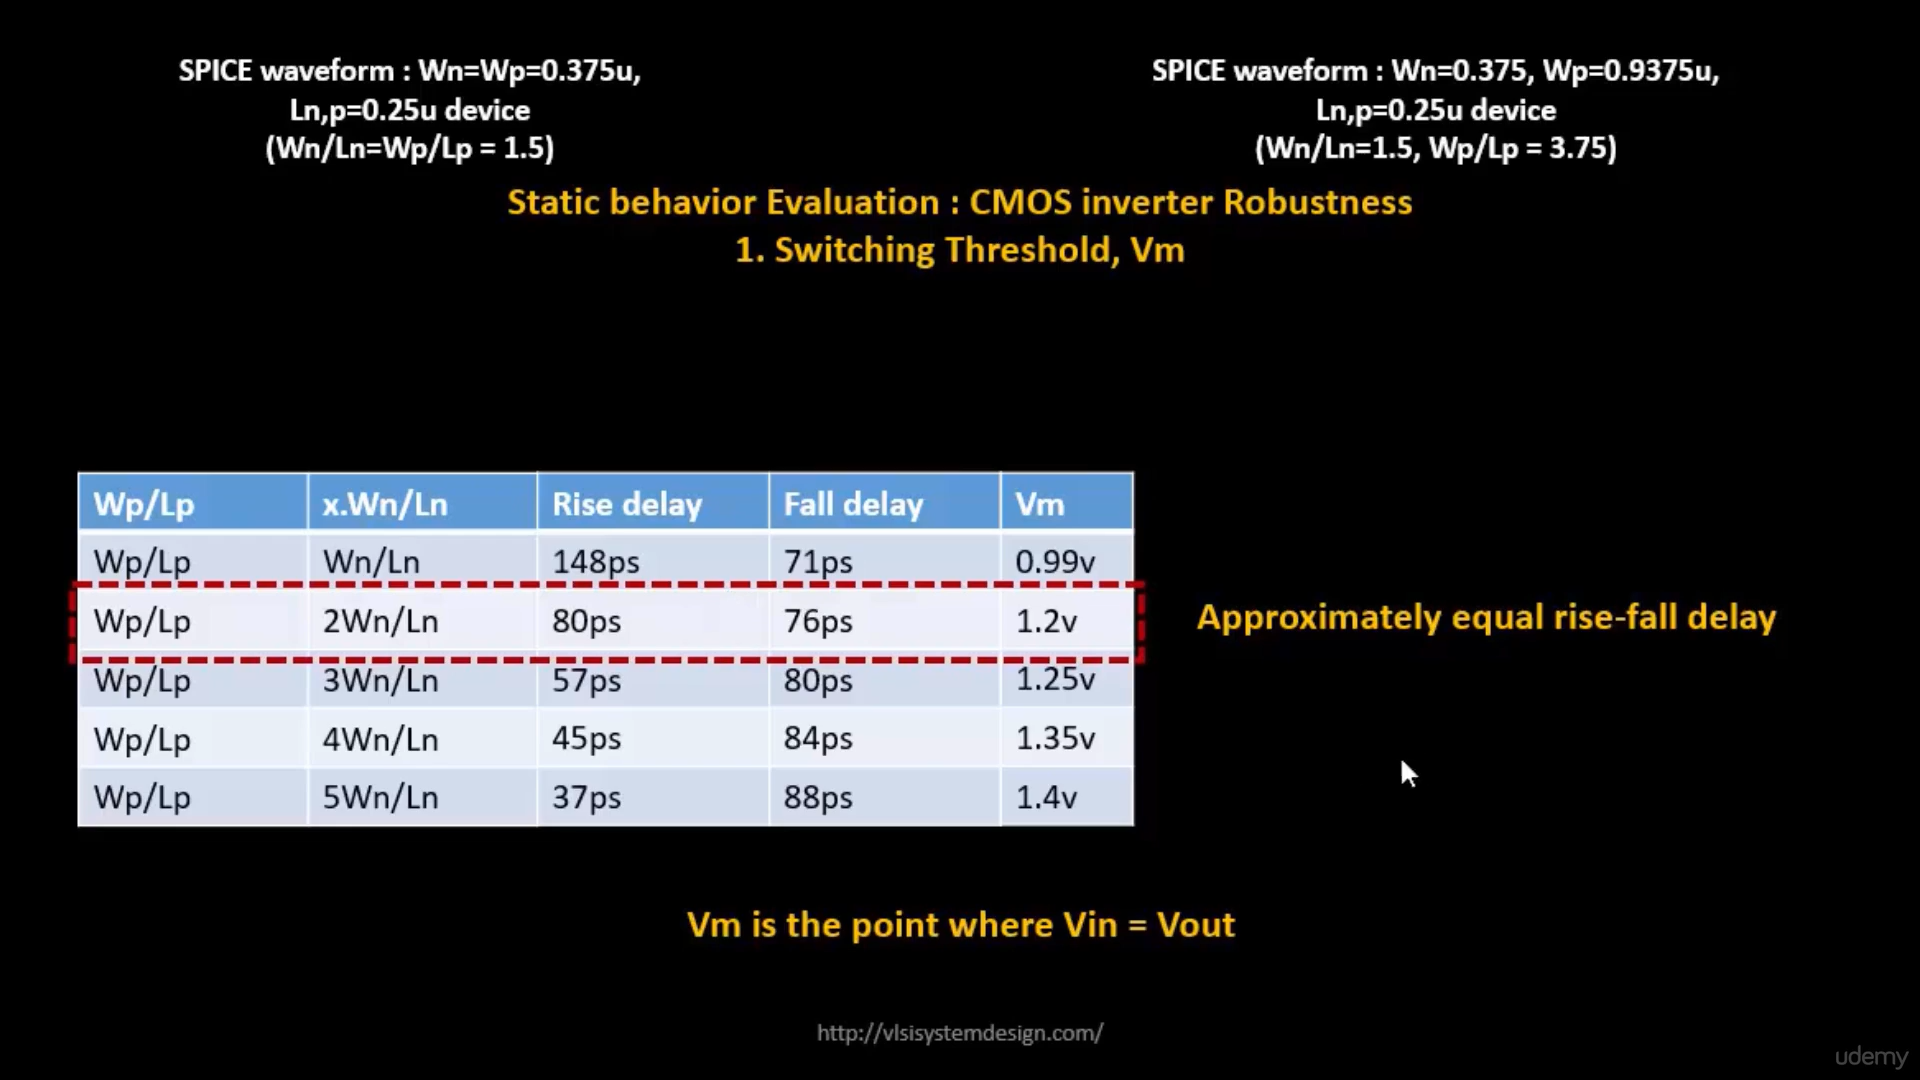 SPICE waveform : Wn=Wp=0.375u,
Ln,p=0.25u device
(Wn/Ln=Wp/Lp = 1.5)
SPICE waveform : Wn=0.375, Wp=0.9375u,
Ln,p=0.25u device
(Wn/Ln=1.5, Wp/Lp = 3.75)
Static behavior Evaluation : CMOS inverter Robustness
1. Switching Threshold, Vm
Wp/Lp x.Wn/Ln Rise delay Fall delay Vm
Wp/Lp Wn/Ln 148ps 71ps 0.99v
Wp/Lp 2Wn/Ln 80ps 76ps 1.2v
Approximately equal rise-fall delay
Wp/Lp 3Wn/Ln 57ps 80ps 1.25v
Wp/Lp 4Wn/Ln 45ps 84ps 1.35v
Wp/Lp 5Wn/Ln 37ps 88ps 1.4v
Vm is the point where Vin = Vout
http://vlsisystemdesign.com/
udemy